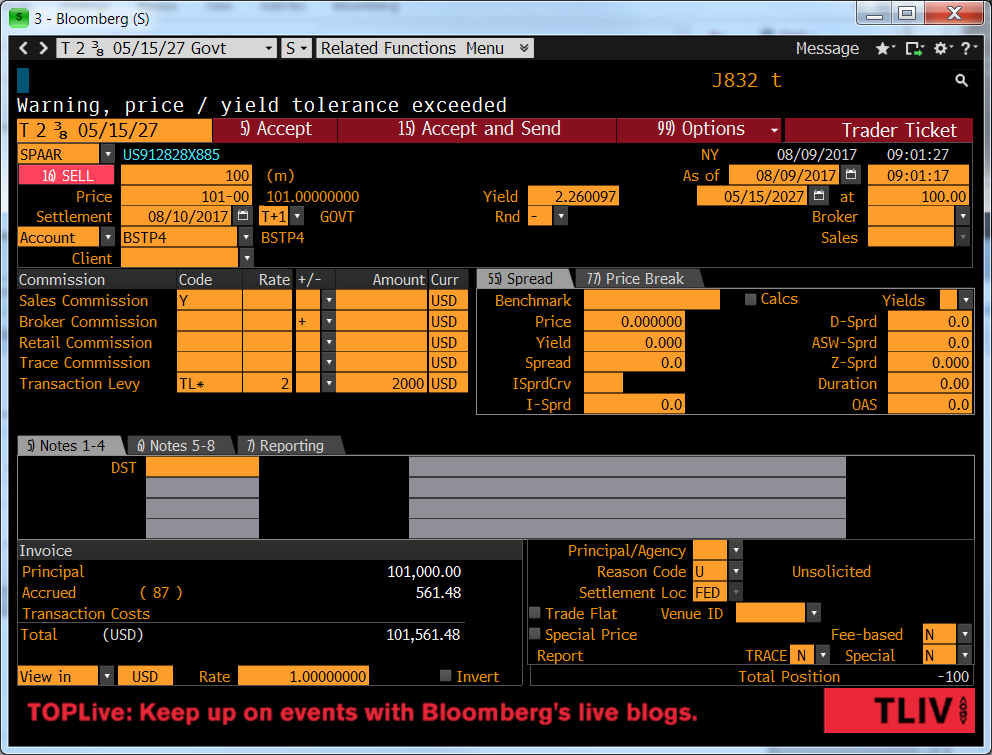 S 3 - Bloomberg (S)
T 2 3/8 05/15/27 Govt S Related Functions Menu Message ?
J832 t
Warning, price / yield tolerance exceeded
T 2 3/8 05/15/27 5) Accept 15) Accept and Send 99) Options Trader Ticket
SPAAR US912828X885 NY 08/09/2017 09:01:27
10) SELL 100 (m) As of 08/09/2017 09:01:17
Price 101-00 101.00000000 Yield 2.260097 05/15/2027 at 100.00
Settlement 08/10/2017 T+1 GOVT Rnd - Broker
Account BSTP4 BSTP4 Sales
Client
Commission Code Rate +/- Amount Curr 55) Spread 77) Price Break
Sales Commission Y USD Benchmark Calcs Yields
Broker Commission + USD Price 0.000000 D-Sprd 0.0
Retail Commission USD Yield 0.000 ASW-Sprd 0.0
Trace Commission USD Spread 0.0 Z-Sprd 0.000
Transaction Levy TL* 2 2000 USD ISprdCrv Duration 0.00
I-Sprd 0.0 OAS 0.0
5) Notes 1-4 6) Notes 5-8 7) Reporting
DST
Invoice Principal/Agency
Principal 101,000.00 Reason Code U Unsolicited
Accrued ( 87 ) 561.48 Settlement Loc FED
Transaction Costs Trade Flat Venue ID
Total (USD) 101,561.48 Special Price Fee-based N
Report TRACE N Special N
View in USD Rate 1.00000000 Invert Total Position -100
TOPLive: Keep up on events with Bloomberg's live blogs. TLIV